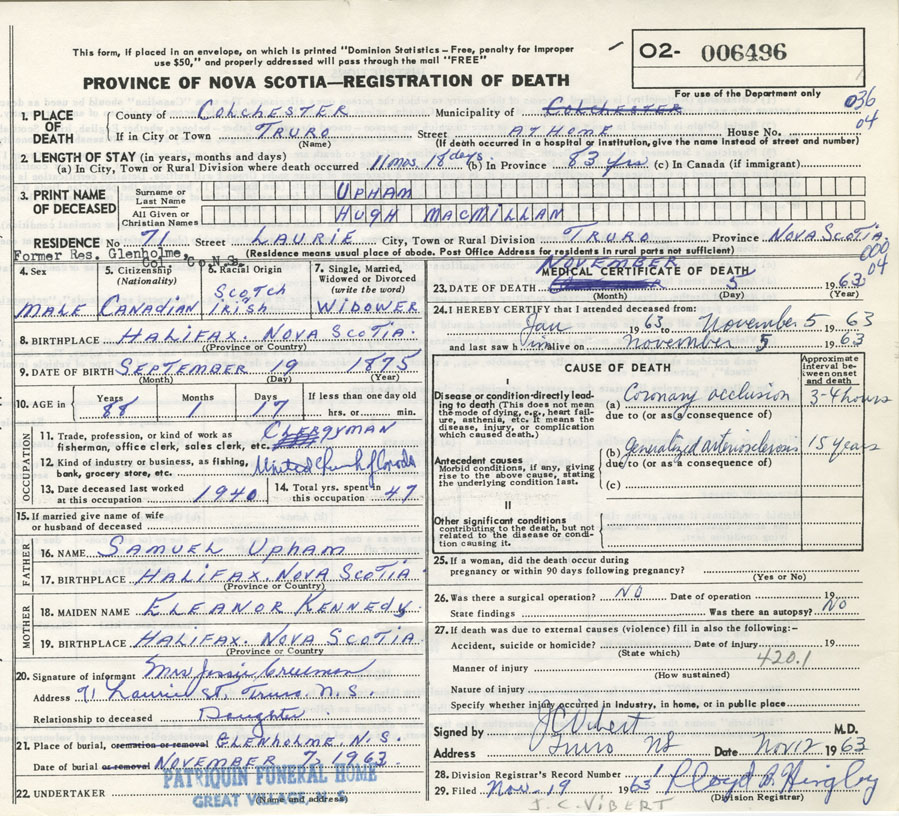 This form, if placed in an envelope, on which is printed "Dominion Statistics – Free, penalty for improper
use $50," and properly addressed will pass through the mail "FREE"
O2- 006496
PROVINCE OF NOVA SCOTIA—REGISTRATION OF DEATH
For use of the Department only
036
04
1. PLACE OF DEATH
County of COLCHESTER Municipality of COLCHESTER
If in City or Town TRURO Street AT HOME House No.
(Name) (If death occurred in a hospital or institution, give the name instead of street and number)
2. LENGTH OF STAY (in years, months and days)
(a) In City, Town or Rural Division where death occurred 11 mos. 18 days. (b) In Province 83 yrs (c) In Canada (if immigrant)
3. PRINT NAME OF DECEASED
Surname or Last Name UPHAM
All Given or Christian Names HUGH MACMILLAN
RESIDENCE No 71 Street LAURIE City, Town or Rural Division TRURO Province NOVA SCOTIA.
Former Res. Glenholme, Col. Co. N.S. (Residence means usual place of abode. Post Office Address for residents in rural parts not sufficient)
000
04
4. Sex MALE
5. Citizenship (Nationality) CANADIAN
6. Racial Origin SCOTCH IRISH
7. Single, Married, Widowed or Divorced (write the word) WIDOWER
8. BIRTHPLACE HALIFAX. NOVA SCOTIA.
(Province or Country)
9. DATE OF BIRTH SEPTEMBER 19 1875
(Month) (Day) (Year)
10. AGE in Years 88 Months 1 Days 17 If less than one day old hrs. or min.
OCCUPATION
11. Trade, profession, or kind of work as fisherman, office clerk, sales clerk, etc. CLERGYMAN
12. Kind of industry or business, as fishing, bank, grocery store, etc. United Church of Canada
13. Date deceased last worked at this occupation 1940
14. Total yrs. spent in this occupation 47
15. If married give name of wife or husband of deceased
FATHER
16. NAME SAMUEL UPHAM
17. BIRTHPLACE HALIFAX. NOVA SCOTIA
(Province or Country)
MOTHER
18. MAIDEN NAME ELEANOR KENNEDY.
19. BIRTHPLACE HALIFAX. NOVA SCOTIA
(Province or Country)
20. Signature of informant Mrs Jessie Creelman
Address 71 Laurie St. Truro. N.S.
Relationship to deceased Daughter
21. Place of burial, cremation or removal GLENHOLME N.S.
Date of burial as removal NOVEMBER 7, 1963
PATRIQUIN FUNERAL HOME
GREAT VILLAGE, N. S.
22. UNDERTAKER
(Name and address)
MEDICAL CERTIFICATE OF DEATH
23. DATE OF DEATH NOVEMBER 5 1963
(Month) (Day) (Year)
24. I HEREBY CERTIFY that I attended deceased from:
Jan 1963 to November 5 1963
and last saw him alive on november 5 1963
CAUSE OF DEATH
Approximate interval between onset and death
I
Disease or condition directly leading to death (This does not mean the mode of dying, e.g., heart failure, asthenia, etc. It means the disease, injury, or complication which caused death.)
(a) Coronary occlusion 3-4 hours
due to (or as a consequence of)
Antecedent causes
Morbid conditions, if any, giving rise to the above cause, stating the underlying condition last.
(b) generalized arteriosclerosis 15 years
due to (or as a consequence of)
(c)
II
Other significant conditions
contributing to the death, but not related to the disease or condition causing it.
25. If a woman, did the death occur during pregnancy or within 90 days following pregnancy?
(Yes or No)
26. Was there a surgical operation? NO Date of operation 19
State findings Was there an autopsy? NO
27. If death was due to external causes (violence) fill in also the following:–
Accident, suicide or homicide? Date of injury 19
(State which)
420.1
Manner of injury
(How sustained)
Nature of injury
Specify whether injury occurred in Industry, in home, or in public place
Signed by JC Vibert M.D.
Address Truro NS Date Nov 12 1963
28. Division Registrar's Record Number
29. Filed Nov-19 1963 Lloyd Hingley
(Division Registrar)
J. C. VIBERT